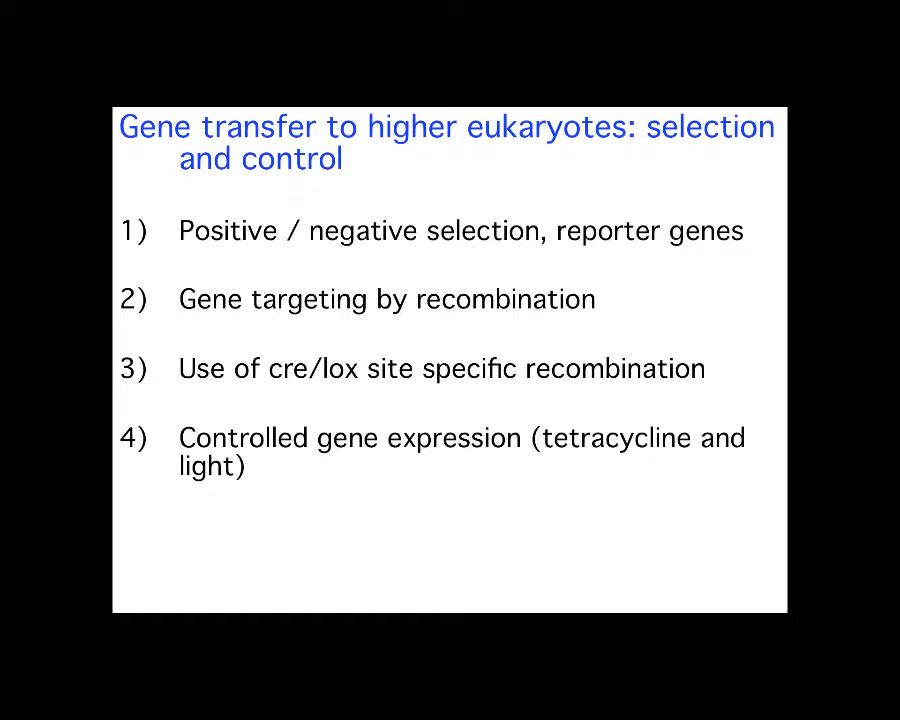 Gene transfer to higher eukaryotes: selection
and control
1) Positive / negative selection, reporter genes
2) Gene targeting by recombination
3) Use of cre/lox site specific recombination
4) Controlled gene expression (tetracycline and
light)